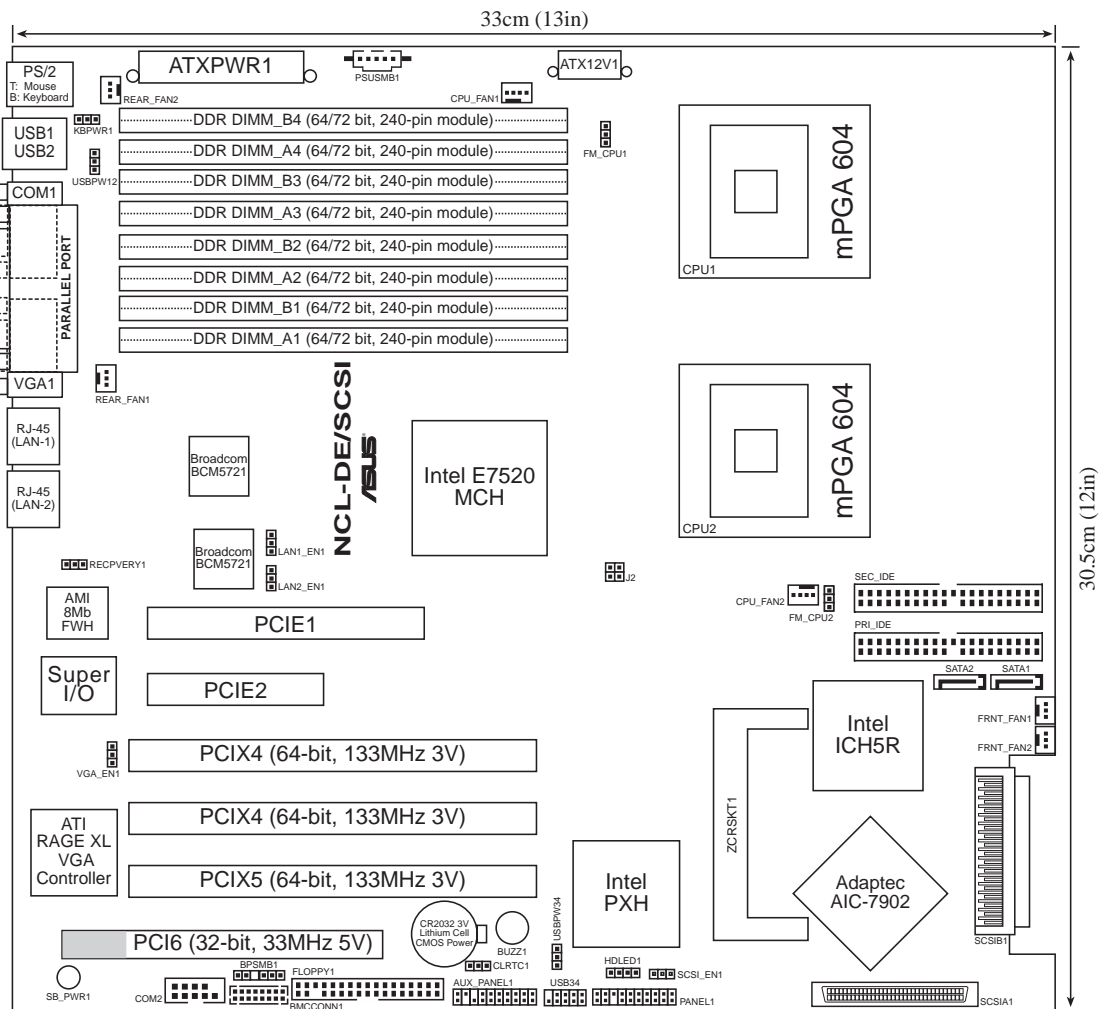 33cm (13in)
PS/2
T: Mouse
B: Keyboard
REAR_FAN2
ATXPWR1
PSUSMB1
CPU_FAN1
ATX12V1
USB1
USB2
KBPWR1
USBPW12
DDR DIMM_B4 (64/72 bit, 240-pin module)
DDR DIMM_A4 (64/72 bit, 240-pin module)
DDR DIMM_B3 (64/72 bit, 240-pin module)
DDR DIMM_A3 (64/72 bit, 240-pin module)
DDR DIMM_B2 (64/72 bit, 240-pin module)
DDR DIMM_A2 (64/72 bit, 240-pin module)
DDR DIMM_B1 (64/72 bit, 240-pin module)
DDR DIMM_A1 (64/72 bit, 240-pin module)
FM_CPU1
mPGA 604
CPU1
COM1
PARALLEL PORT
VGA1
REAR_FAN1
RJ-45
(LAN-1)
RJ-45
(LAN-2)
Broadcom
BCM5721
NCL-DE/SCSI
ASUS
Intel E7520
MCH
mPGA 604
CPU2
30.5cm (12in)
Broadcom
BCM5721
LAN1_EN1
LAN2_EN1
RECPVERY1
AMI
8Mb
FWH
J2
CPU_FAN2
FM_CPU2
SEC_IDE
PRI_IDE
PCIE1
Super
I/O
PCIE2
SATA2
SATA1
FRNT_FAN1
FRNT_FAN2
Intel
ICH5R
VGA_EN1
PCIX4 (64-bit, 133MHz 3V)
ZCRSKT1
ATI
RAGE XL
VGA
Controller
PCIX4 (64-bit, 133MHz 3V)
PCIX5 (64-bit, 133MHz 3V)
Intel
PXH
Adaptec
AIC-7902
SCSIB1
PCI6 (32-bit, 33MHz 5V)
CR2032 3V
Lithium Cell
CMOS Power
BUZZ1
USBPW34
CLRTC1
HDLED1
SCSI_EN1
SB_PWR1
COM2
BPSMB1
BMCCONN1
FLOPPY1
AUX_PANEL1
USB34
PANEL1
SCSIA1